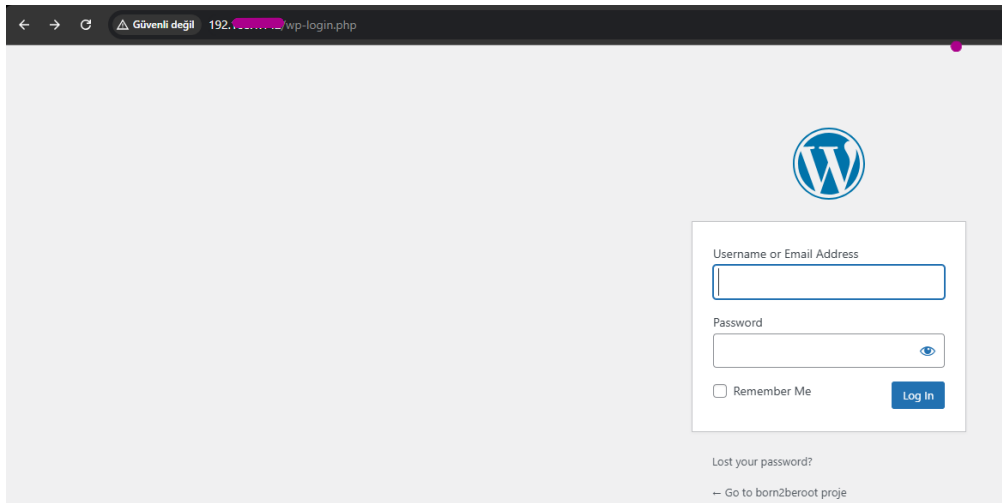 Güvenli değil 192. /wp-login.php
Username or Email Address
Password
Remember Me
Log In
Lost your password?
← Go to born2beroot proje